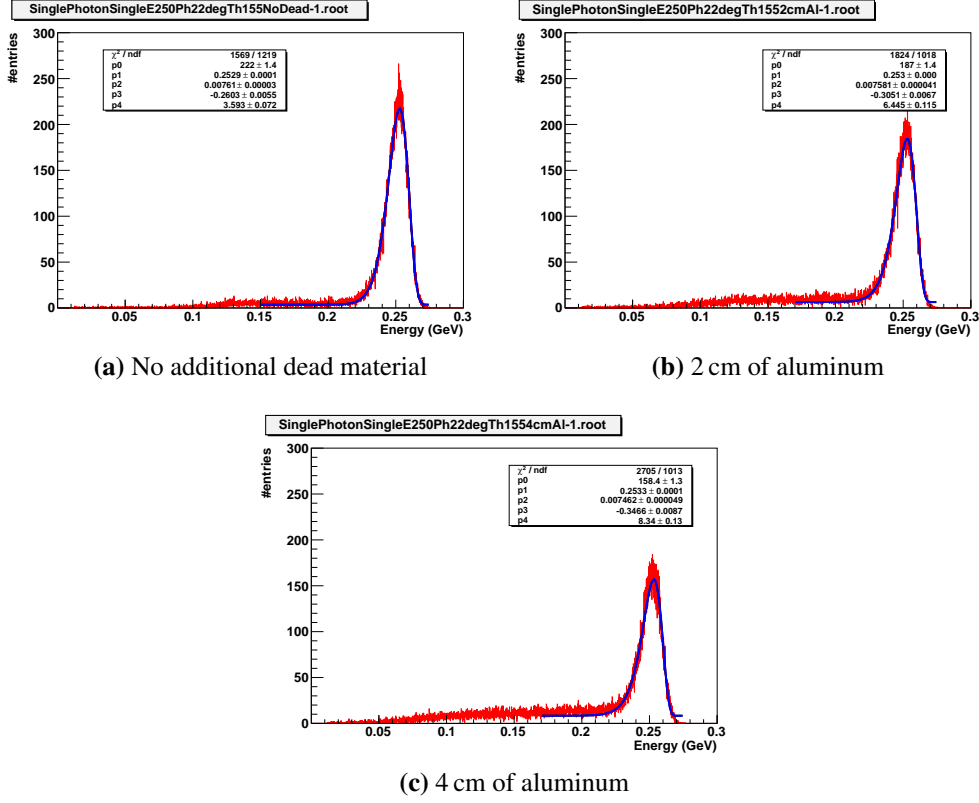 SinglePhotonSingleE250Ph22degTh155NoDead-1.root
#entries
300
250
200
150
100
50
0
χ² / ndf 1569 / 1219
p0 222 ± 1.4
p1 0.2529 ± 0.0001
p2 0.00761 ± 0.00003
p3 -0.2603 ± 0.0055
p4 3.593 ± 0.072
0.05 0.1 0.15 0.2 0.25 0.3
Energy (GeV)
(a) No additional dead material
SinglePhotonSingleE250Ph22degTh1552cmAl-1.root
#entries
300
250
200
150
100
50
0
χ² / ndf 1824 / 1018
p0 187 ± 1.4
p1 0.253 ± 0.000
p2 0.007581 ± 0.000041
p3 -0.3051 ± 0.0067
p4 6.445 ± 0.115
0.05 0.1 0.15 0.2 0.25 0.3
Energy (GeV)
(b) 2 cm of aluminum
SinglePhotonSingleE250Ph22degTh1554cmAl-1.root
#entries
300
250
200
150
100
50
0
χ² / ndf 2705 / 1013
p0 158.4 ± 1.3
p1 0.2533 ± 0.0001
p2 0.007462 ± 0.000049
p3 -0.3466 ± 0.0087
p4 8.34 ± 0.13
0.05 0.1 0.15 0.2 0.25 0.3
Energy (GeV)
(c) 4 cm of aluminum